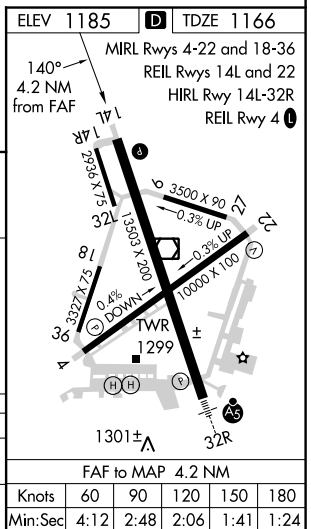 ELEV 1185 D TDZE 1166
MIRL Rwys 4-22 and 18-36
REIL Rwys 14L and 22
HIRL Rwy 14L-32R
REIL Rwy 4 L
140°
4.2 NM
from FAF
14L
14R
P
2936 X 75
32L
9
3500 X 90
27
0.3% UP
22
13503 X 200
0.3% UP
V
18
3327 X 75
36
0.4%
DOWN
P
10000 X 100
4
TWR
1299
±
H H
P
A5
1301±
32R
FAF to MAP 4.2 NM
Knots 60 90 120 150 180
Min:Sec 4:12 2:48 2:06 1:41 1:24